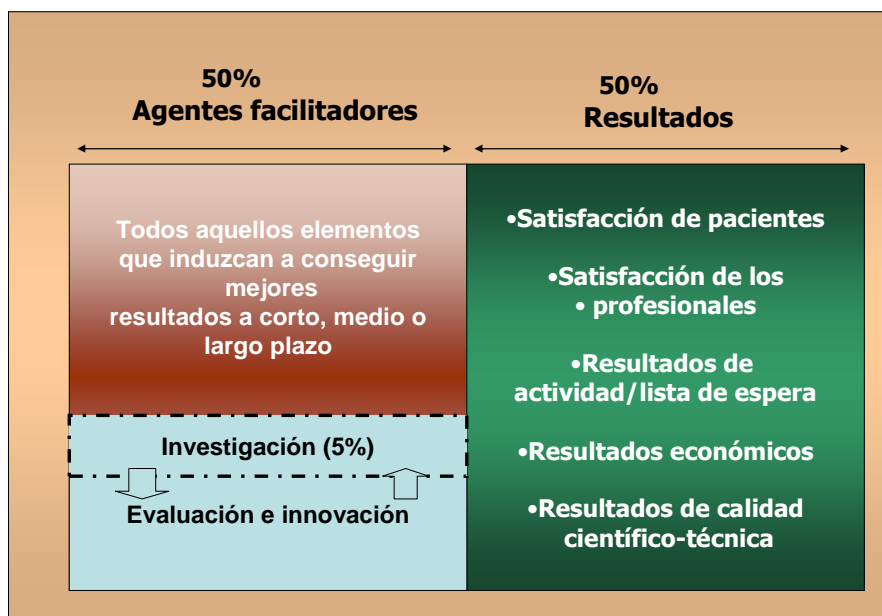 50%
Agentes facilitadores
50%
Resultados
Todos aquellos elementos
que induzcan a conseguir
mejores
resultados a corto, medio o
largo plazo
Investigación (5%)
Evaluación e innovación
•Satisfacción de pacientes
•Satisfacción de los
• profesionales
•Resultados de
actividad/lista de espera
•Resultados económicos
•Resultados de calidad
científico-técnica